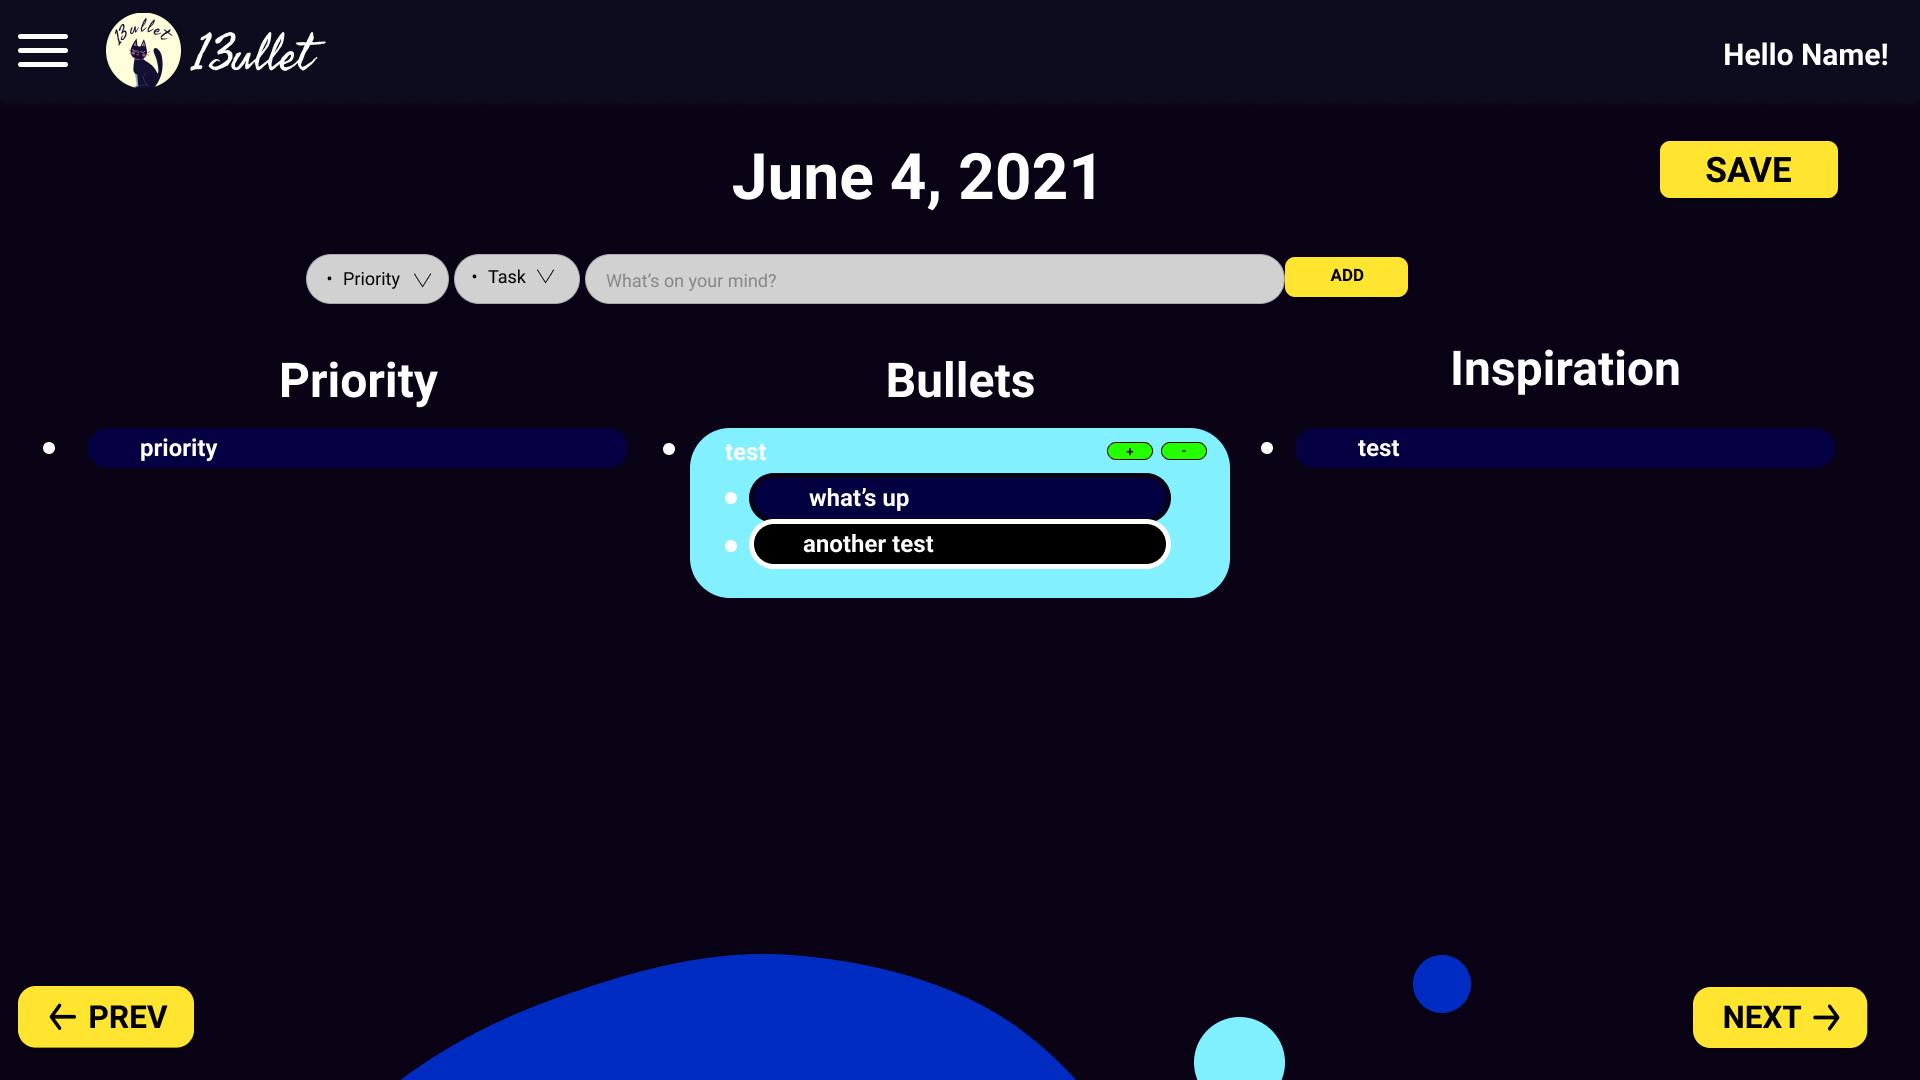 13ullet
13ullet
Hello Name!
June 4, 2021
SAVE
• Priority
• Task
What's on your mind?
ADD
Priority
Bullets
Inspiration
• priority
• test
+
-
• what's up
• another test
• test
← PREV
NEXT →